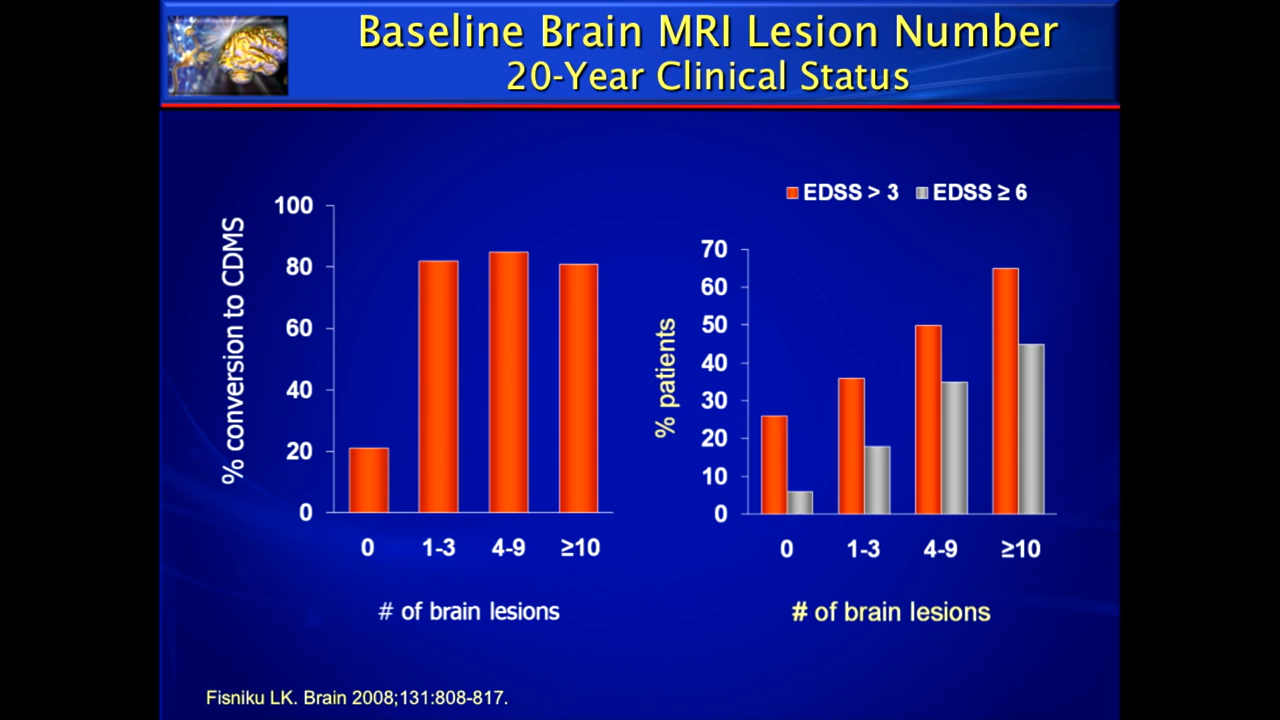 Baseline Brain MRI Lesion Number
20-Year Clinical Status
% conversion to CDMS
100
80
60
40
20
0
0 1-3 4-9 ≥10
# of brain lesions
EDSS > 3 EDSS ≥ 6
% patients
70
60
50
40
30
20
10
0
0 1-3 4-9 ≥10
# of brain lesions
Fisniku LK. Brain 2008;131:808-817.